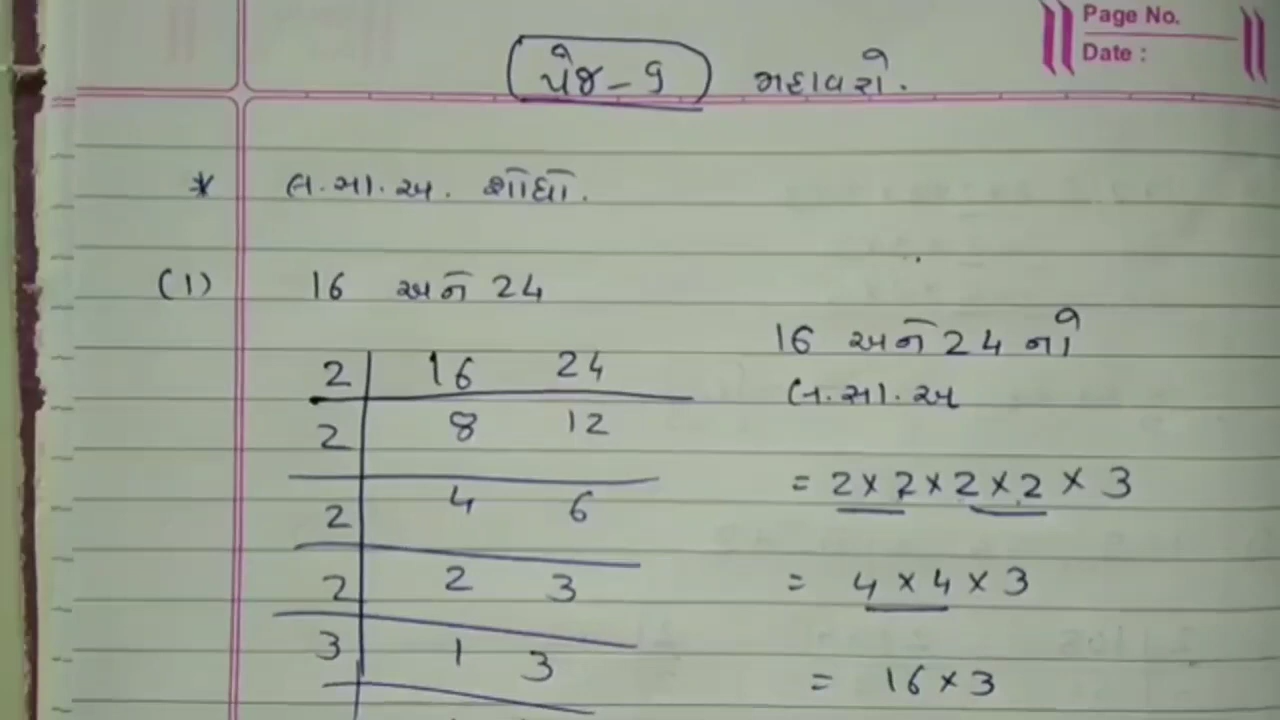 Page No.
Date :
પેજ - 9 મહાવરો.
* લ.સા.અ. શોધો.
(1) 16 અને 24
2 16 24
2 8 12
2 4 6
2 2 3
3 1 3
16 અને 24 નો
લ.સા.અ
= 2 × 2 × 2 × 2 × 3
= 4 × 4 × 3
= 16 × 3